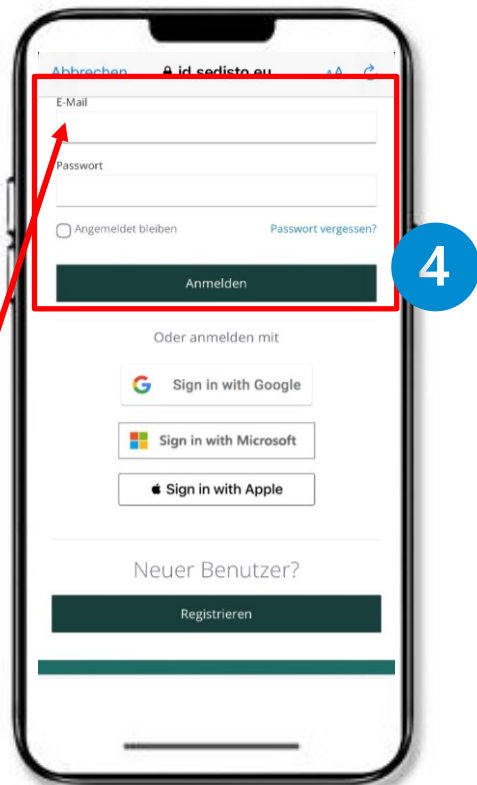 Abbrechen id.sedisto.eu AA
E-Mail
Passwort
Angemeldet bleiben Passwort vergessen?
Anmelden
4
Oder anmelden mit
Sign in with Google
Sign in with Microsoft
Sign in with Apple
Neuer Benutzer?
Registrieren